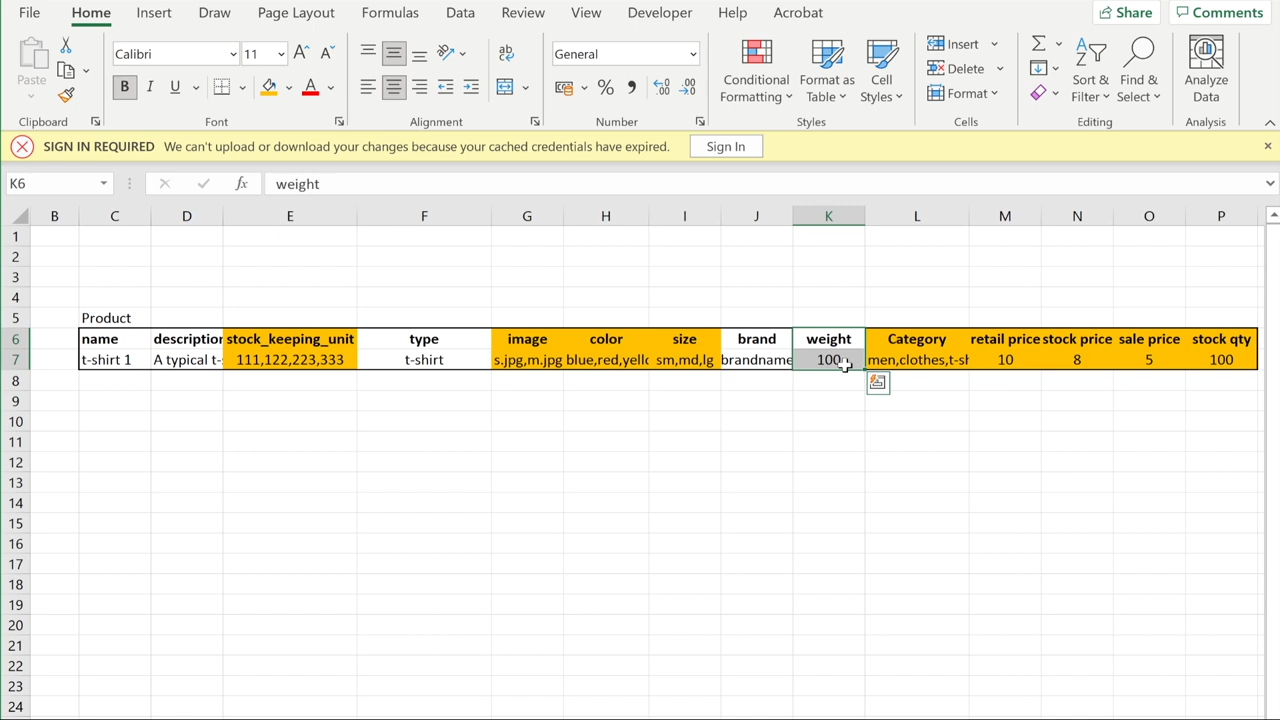 File Home Insert Draw Page Layout Formulas Data Review View Developer Help Acrobat Share Comments
Paste Calibri 11 General Conditional Formatting Format as Table Cell Styles Insert Delete Format Sort & Filter Find & Select Analyze Data
Clipboard Font Alignment Number Styles Cells Editing Analysis
SIGN IN REQUIRED We can't upload or download your changes because your cached credentials have expired. Sign In
K6 fx weight
B C D E F G H I J K L M N O P
1
2
3
4
5 Product
6 name description stock_keeping_unit type image color size brand weight Category retail price stock price sale price stock qty
7 t-shirt 1 A typical t- 111,122,223,333 t-shirt s.jpg,m.jpg blue,red,yello sm,md,lg brandname 100 men,clothes,t-sh 10 8 5 100
8
9
10
11
12
13
14
15
16
17
18
19
20
21
22
23
24